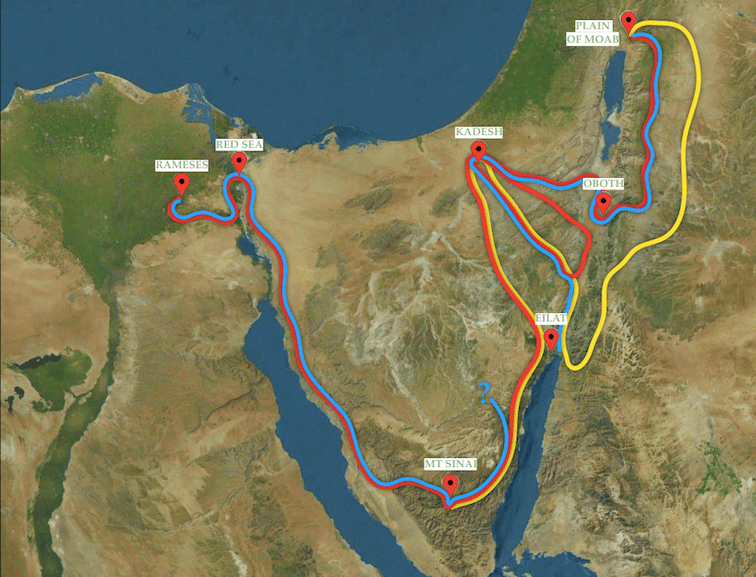 PLAIN
OF MOAB
RED SEA
KADESH
RAMESES
OBOTH
EILAT
?
MT SINAI